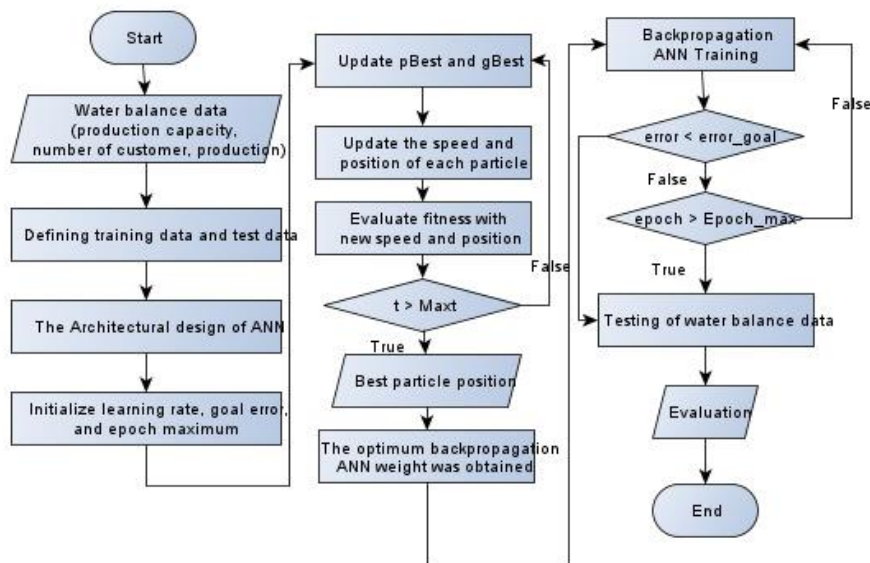 Start
Water balance data
(production capacity,
number of customer, production)
Defining training data and test data
The Architectural design of ANN
Initialize learning rate, goal error,
and epoch maximum
Update pBest and gBest
Update the speed and
position of each particle
Evaluate fitness with
new speed and position
False
t > Maxt
True
Best particle position
The optimum backpropagation
ANN weight was obtained
Backpropagation
ANN Training
False
error < error_goal
False
epoch > Epoch_max
True
Testing of water balance data
Evaluation
End